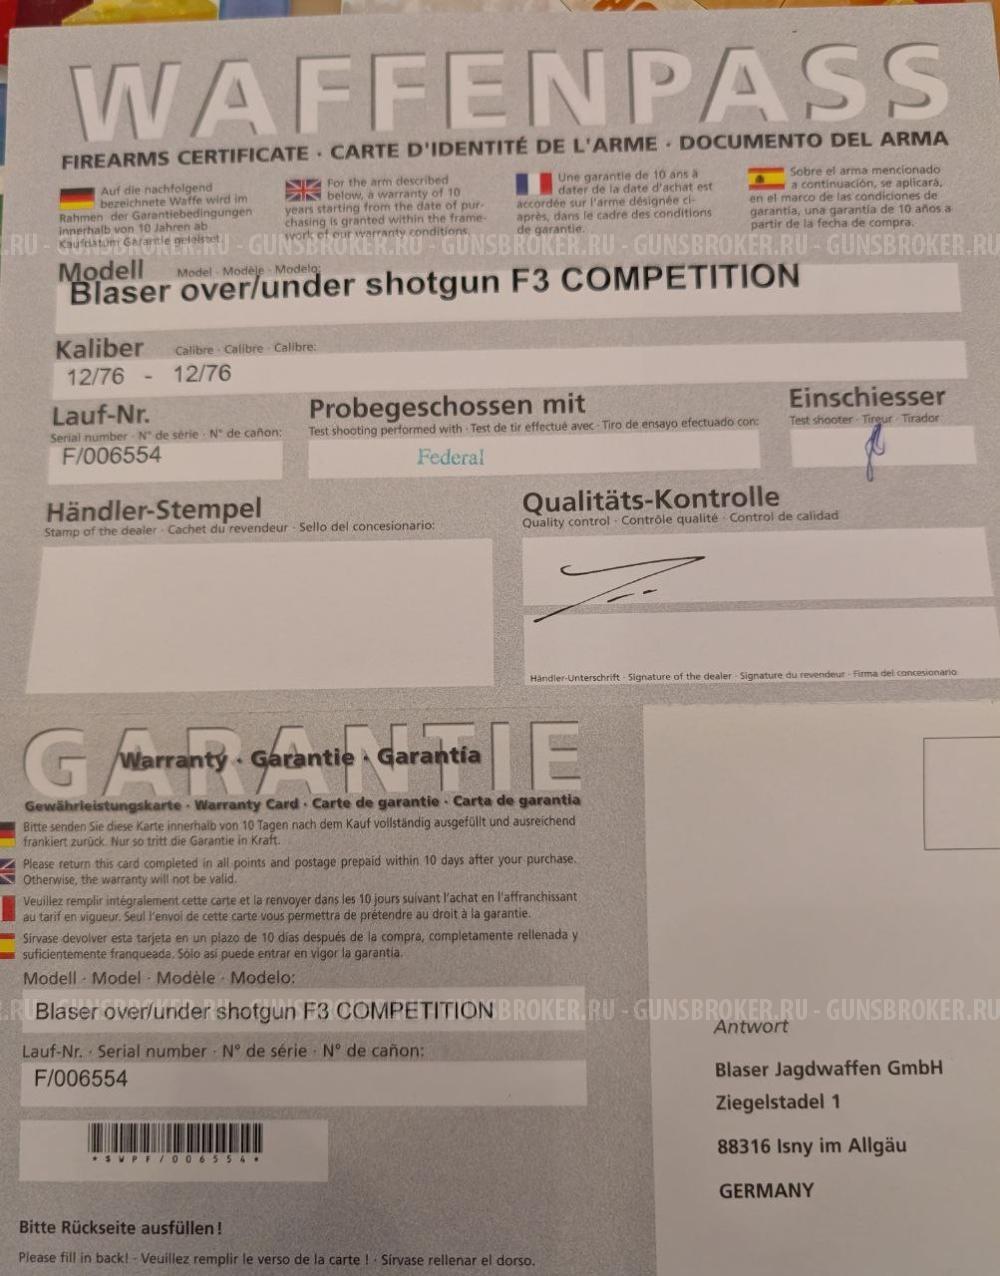 WAFFENPASS
FIREARMS CERTIFICATE · CARTE D'IDENTITÉ DE L'ARME · DOCUMENTO DEL ARMA
Auf die nachfolgend
bezeichnete Waffe wird im
Rahmen der Garantiebedingungen
innerhalb von 10 Jahren ab
Kaufdatum Garantie geleistet.
For the arm described
below, a warranty of 10
years starting from the date of pur-
chasing is granted within the frame-
work of our warranty conditions.
Une garantie de 10 ans à
dater de la date d'achat est
accordée sur l'arme désignée ci-
après, dans le cadre des conditions
de garantie.
Sobre el arma mencionado
a continuación, se aplicará,
en el marco de las condiciones de
garantía, una garantía de 10 años a
partir de la fecha de compra.
.RU - GUNSBROKER.RU - GUNSBROKER.RU - GUNSBROKER.RU - GUNSBROKER.RU - GUNSBROKER.RU
Modell Model · Modèle · Modelo:
Blaser over/under shotgun F3 COMPETITION
Kaliber Calibre · Calibre · Calibre:
12/76 - 12/76
Lauf-Nr.
Serial number · N° de série · N° de cañon:
F/006554
Probegeschossen mit
Test shooting performed with · Test de tir effectué avec · Tiro de ensayo efectuado con:
Federal
Einschiesser
Test shooter · Tireur · Tirador
Händler-Stempel
Stamp of the dealer · Cachet du revendeur · Sello del concesionario:
Qualitäts-Kontrolle
Quality control · Contrôle qualité · Control de calidad
Händler-Unterschrift · Signature of the dealer · Signature du revendeur · Firma del concesionario
GARANTIE
Warranty · Garantie · Garantía
Gewährleistungskarte · Warranty Card · Carte de garantie · Carta de garantia
Bitte senden Sie diese Karte innerhalb von 10 Tagen nach dem Kauf vollständig ausgefüllt und ausreichend
frankiert zurück. Nur so tritt die Garantie in Kraft.
Please return this card completed in all points and postage prepaid within 10 days after your purchase.
Otherwise, the warranty will not be valid.
Veuillez remplir intégralement cette carte et la renvoyer dans les 10 jours suivant l'achat en l'affranchissant
au tarif en vigueur. Seul l'envoi de cette carte vous permettra de prétendre au droit à la garantie.
Sírvase devolver esta tarjeta en un plazo de 10 días después de la compra, completamente rellenada y
suficientemente franqueada. Sólo así puede entrar en vigor la garantía.
Modell · Model · Modèle · Modelo:
Blaser over/under shotgun F3 COMPETITION
.RU - GUNSBROKER.RU - GUNSBROKER.RU - GUNSBROKER.RU - GUNSBROKER.RU - GUNSBROKER.RU
Lauf-Nr. · Serial number · N° de série · N° de cañon:
F/006554
*SWPF/006554*
Bitte Rückseite ausfüllen!
Please fill in back! - Veuillez remplir le verso de la carte ! · Sírvase rellenar el dorso.
Antwort
Blaser Jagdwaffen GmbH
Ziegelstadel 1
88316 Isny im Allgäu
GERMANY